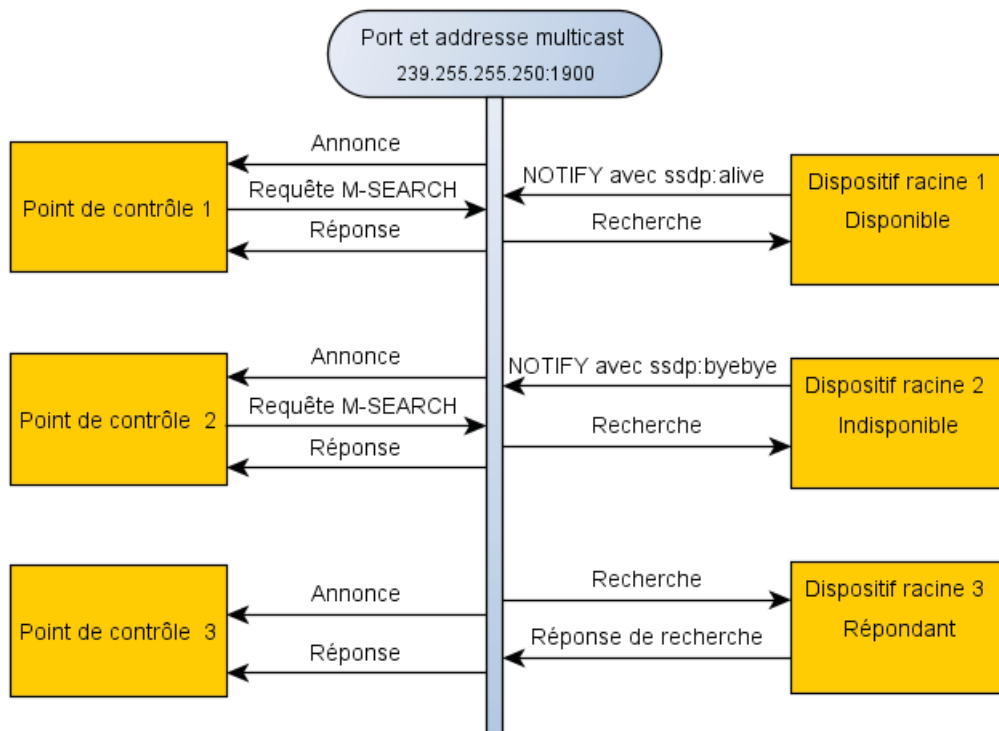 Port et addresse multicast
239.255.255.250:1900
Point de contrôle 1
Annonce
Requête M-SEARCH
Réponse
NOTIFY avec ssdp:alive
Recherche
Dispositif racine 1
Disponible
Point de contrôle 2
Annonce
Requête M-SEARCH
Réponse
NOTIFY avec ssdp:byebye
Recherche
Dispositif racine 2
Indisponible
Point de contrôle 3
Annonce
Réponse
Recherche
Réponse de recherche
Dispositif racine 3
Répondant